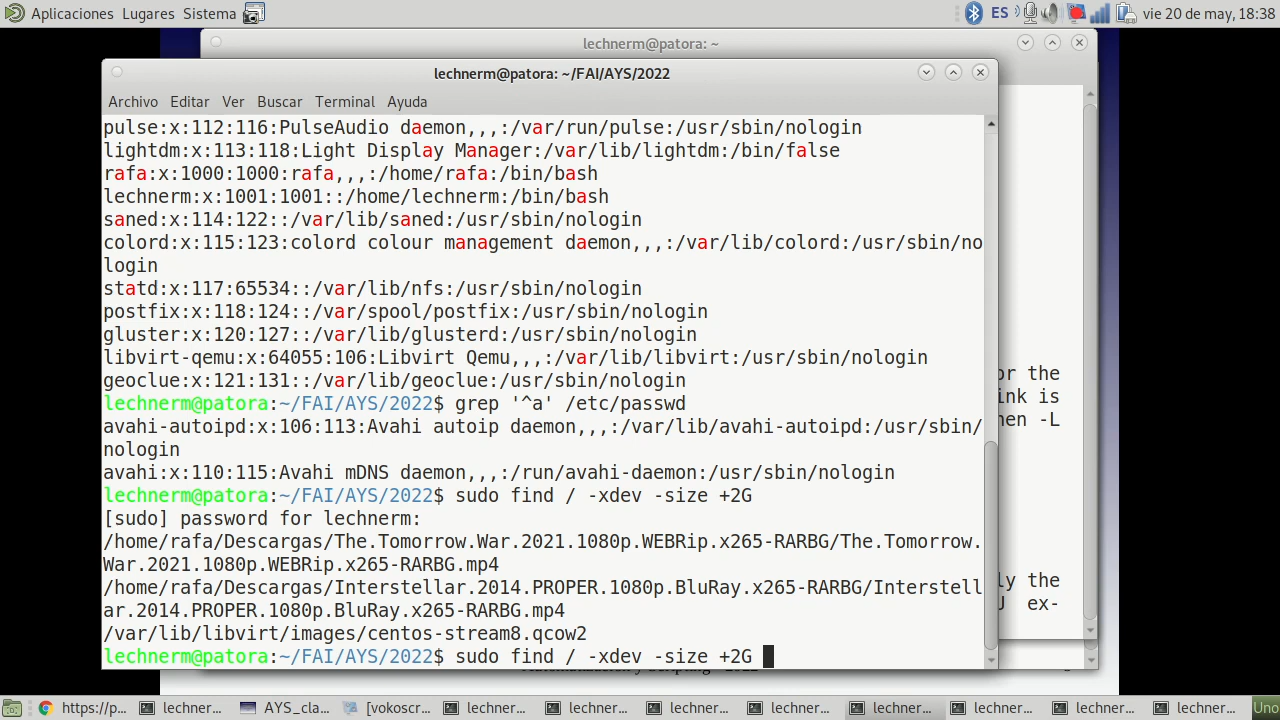 Aplicaciones Lugares Sistema ES vie 20 de may, 18:38
lechnerm@patora: ~
lechnerm@patora: ~/FAI/AYS/2022
Archivo Editar Ver Buscar Terminal Ayuda
pulse:x:112:116:PulseAudio daemon,,,:/var/run/pulse:/usr/sbin/nologin
lightdm:x:113:118:Light Display Manager:/var/lib/lightdm:/bin/false
rafa:x:1000:1000:rafa,,,:/home/rafa:/bin/bash
lechnerm:x:1001:1001::/home/lechnerm:/bin/bash
saned:x:114:122::/var/lib/saned:/usr/sbin/nologin
colord:x:115:123:colord colour management daemon,,,:/var/lib/colord:/usr/sbin/no
login
statd:x:117:65534::/var/lib/nfs:/usr/sbin/nologin
postfix:x:118:124::/var/spool/postfix:/usr/sbin/nologin
gluster:x:120:127::/var/lib/glusterd:/usr/sbin/nologin
libvirt-qemu:x:64055:106:Libvirt Qemu,,,:/var/lib/libvirt:/usr/sbin/nologin
geoclue:x:121:131::/var/lib/geoclue:/usr/sbin/nologin
lechnerm@patora:~/FAI/AYS/2022$ grep '^a' /etc/passwd
avahi-autoipd:x:106:113:Avahi autoip daemon,,,:/var/lib/avahi-autoipd:/usr/sbin/
nologin
avahi:x:110:115:Avahi mDNS daemon,,,:/run/avahi-daemon:/usr/sbin/nologin
lechnerm@patora:~/FAI/AYS/2022$ sudo find / -xdev -size +2G
[sudo] password for lechnerm:
/home/rafa/Descargas/The.Tomorrow.War.2021.1080p.WEBRip.x265-RARBG/The.Tomorrow.
War.2021.1080p.WEBRip.x265-RARBG.mp4
/home/rafa/Descargas/Interstellar.2014.PROPER.1080p.BluRay.x265-RARBG/Interstell
ar.2014.PROPER.1080p.BluRay.x265-RARBG.mp4
/var/lib/libvirt/images/centos-stream8.qcow2
lechnerm@patora:~/FAI/AYS/2022$ sudo find / -xdev -size +2G
or the
ink is
hen -L
ly the
ex-
https://p... lechner... AYS_cla... [vokoscr... lechner... lechner... lechner... lechner... lechner... lechner... lechner... lechner... Uno